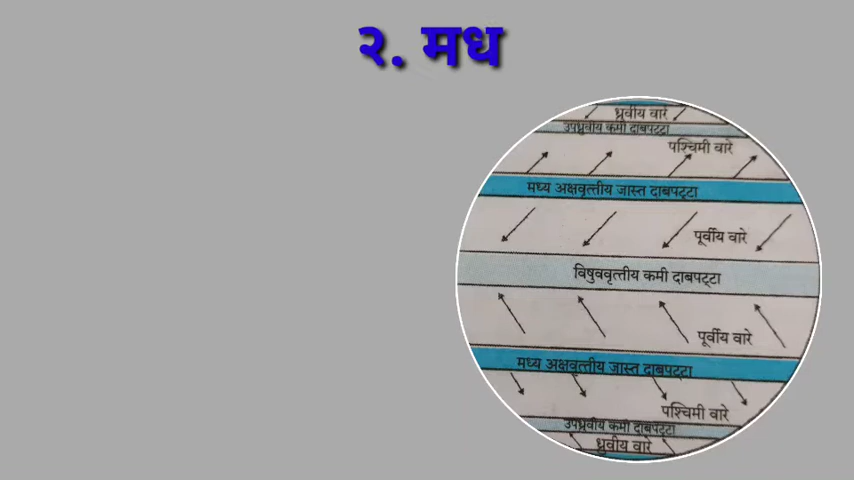 २. मध
ध्रुवीय वारे
उपध्रुवीय कमी दाबपट्टा
पश्चिमी वारे
मध्य अक्षवृत्तीय जास्त दाबपट्टा
पूर्वीय वारे
विषुववृत्तीय कमी दाबपट्टा
पूर्वीय वारे
मध्य अक्षवृत्तीय जास्त दाबपट्टा
पश्चिमी वारे
उपध्रुवीय कमी दाबपट्टा
ध्रुवीय वारे